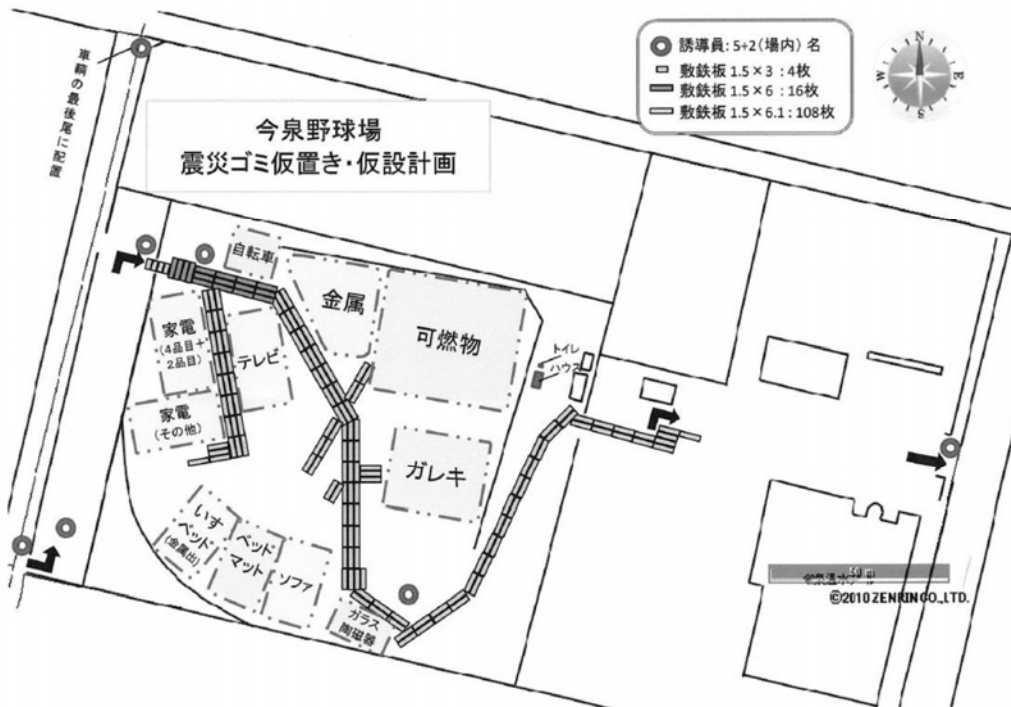 誘導員：5+2（場内）名
敷鉄板 1.5×3 ：4枚
敷鉄板 1.5×6 ：16枚
敷鉄板 1.5×6.1：108枚
N
E
S
W
車輌の最後尾に配置
今泉野球場
震災ゴミ仮置き・仮設計画
自転車
金属
可燃物
家電
（4品目＋
2品目）
テレビ
トイレ
ハウス
家電
（その他）
ガレキ
いす
ベッド
（金属出）
ベッド
マット
ソファ
ガラス
陶磁器
50 m
©2010 ZENRIN CO., LTD.